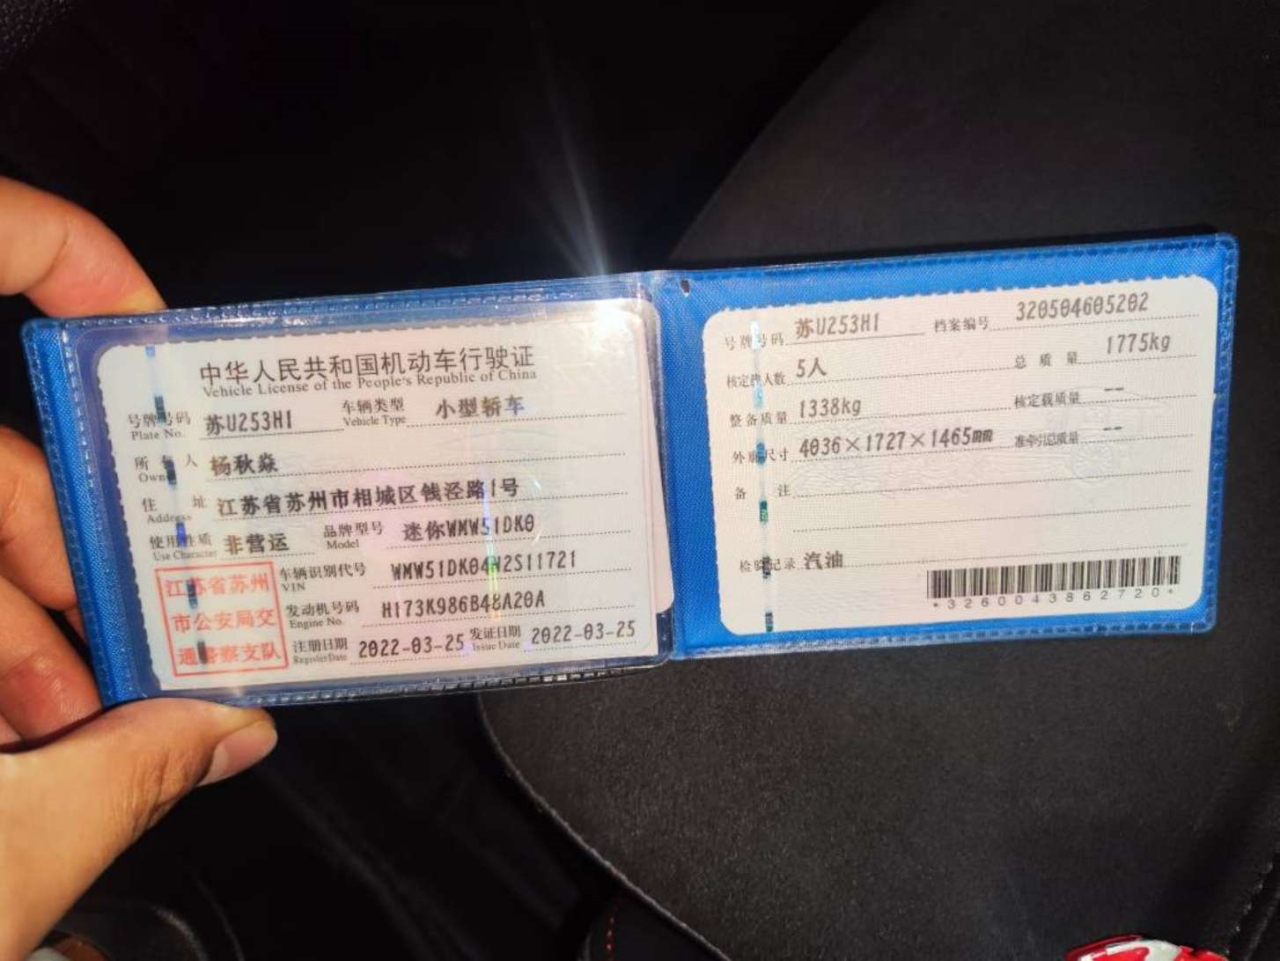 中华人民共和国机动车行驶证
Vehicle License of the People's Republic of China
号牌号码 苏U253H1 车辆类型 小型轿车
Plate No. Vehicle Type
所有人 杨秋焱
Owner
住址 江苏省苏州市相城区钱泾路1号
Address
使用性质 非营运 品牌型号 迷你WMW51DK0
Use Character Model
江苏省苏州
市公安局交
通警察支队
车辆识别代号 WMW51DK04N2S11721
VIN
发动机号码 H173K986B48A20A
Engine No.
注册日期 2022-03-25 发证日期 2022-03-25
Register Date Issue Date
号牌号码 苏U253H1 档案编号 320504605202
核定载人数 5人 总质量 1775kg
整备质量 1338kg 核定载质量 --
外廓尺寸 4036×1727×1465mm 准牵引总质量 --
备注
检验记录 汽油
*3260043862720*